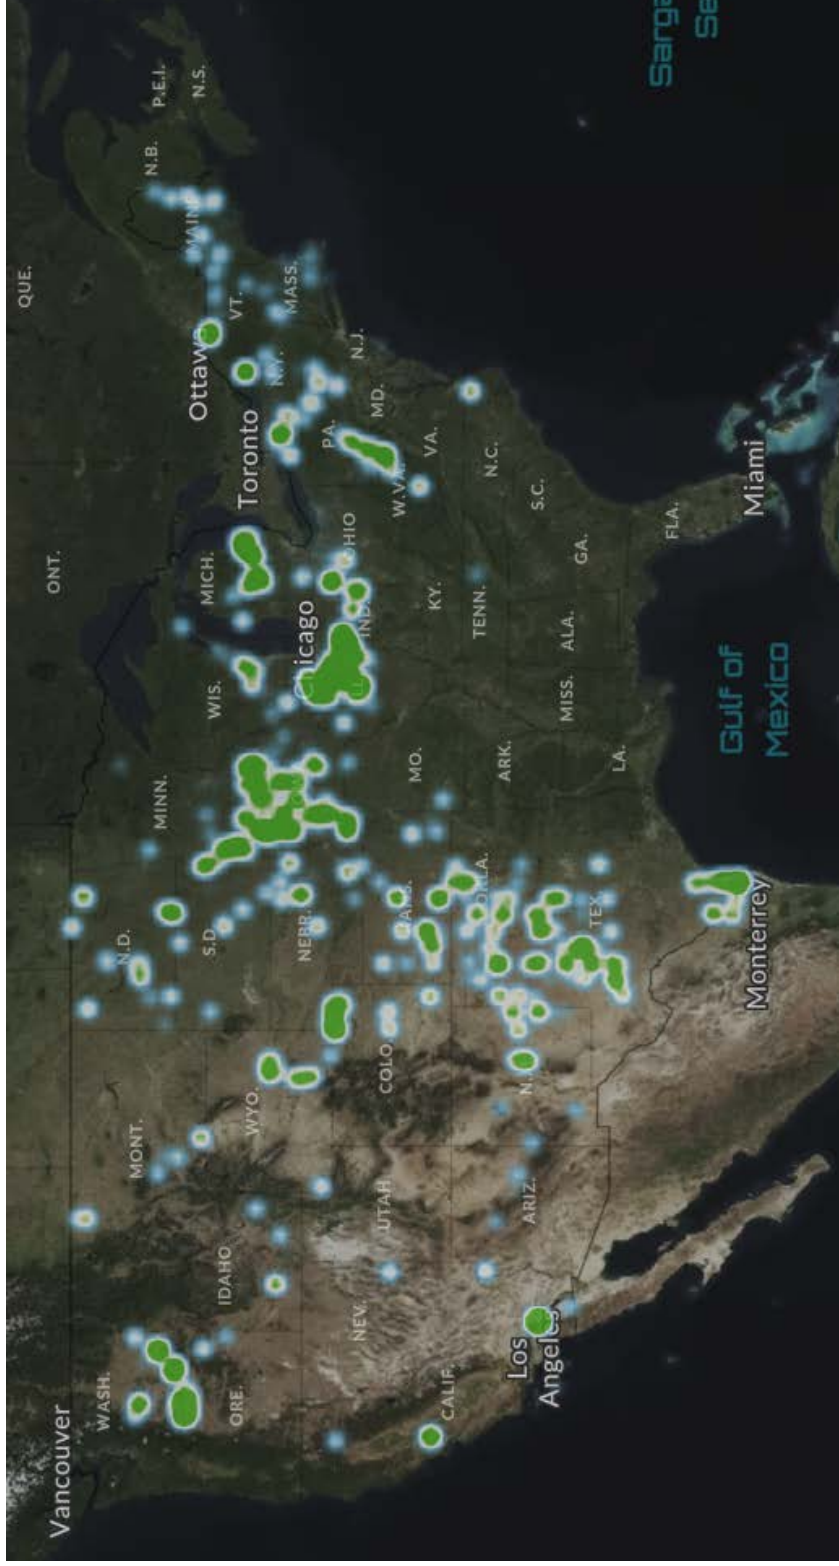 QUE.
ONT.
Vancouver
WASH.
N.D.
MONT.
N.B.
P.E.I.
MINN.
MAINE
N.S.
Ottawa
MICH.
S.D.
WIS.
IDAHO
ORE.
VT.
Toronto
WYO.
N.Y.
MASS.
Chicago
NEBR.
PA.
OHIO
N.J.
NEV.
IND.
MD.
UTAH
COLO.
W.VA.
KANS.
MO.
VA.
KY.
CALIF.
TENN.
OKLA.
N.C.
ARK.
Los
Angeles
N.
ARIZ.
S.C.
MISS.
ALA.
GA.
TEX.
LA.
Sarga
Se
FLA.
Gulf of
Mexico
Miami
Monterrey